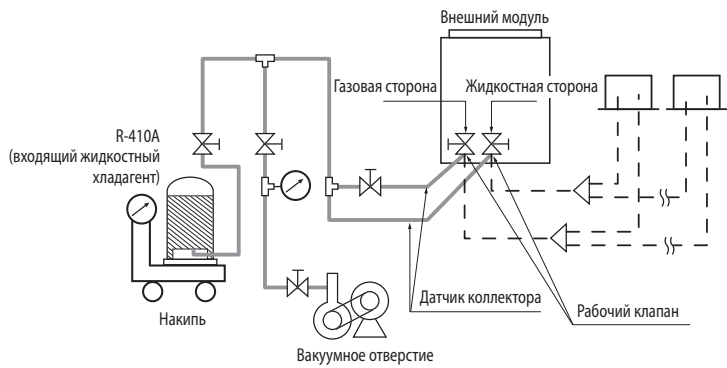 Внешний модуль
Газовая сторона
Жидкостная сторона
R-410A
(входящий жидкостный
хладагент)
Датчик коллектора
Рабочий клапан
Накипь
Вакуумное отверстие